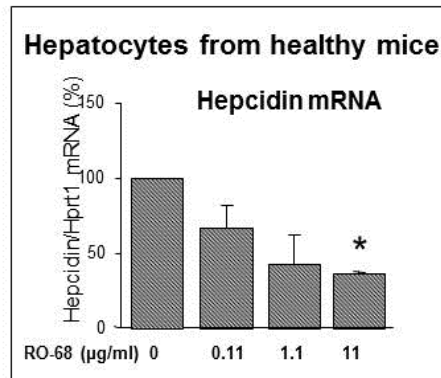 Hepatocytes from healthy mice
Hepcidin mRNA
Hepcidin/Hprt1 mRNA (%)
150
100
50
0
*
RO-68 (µg/ml) 0 0.11 1.1 11